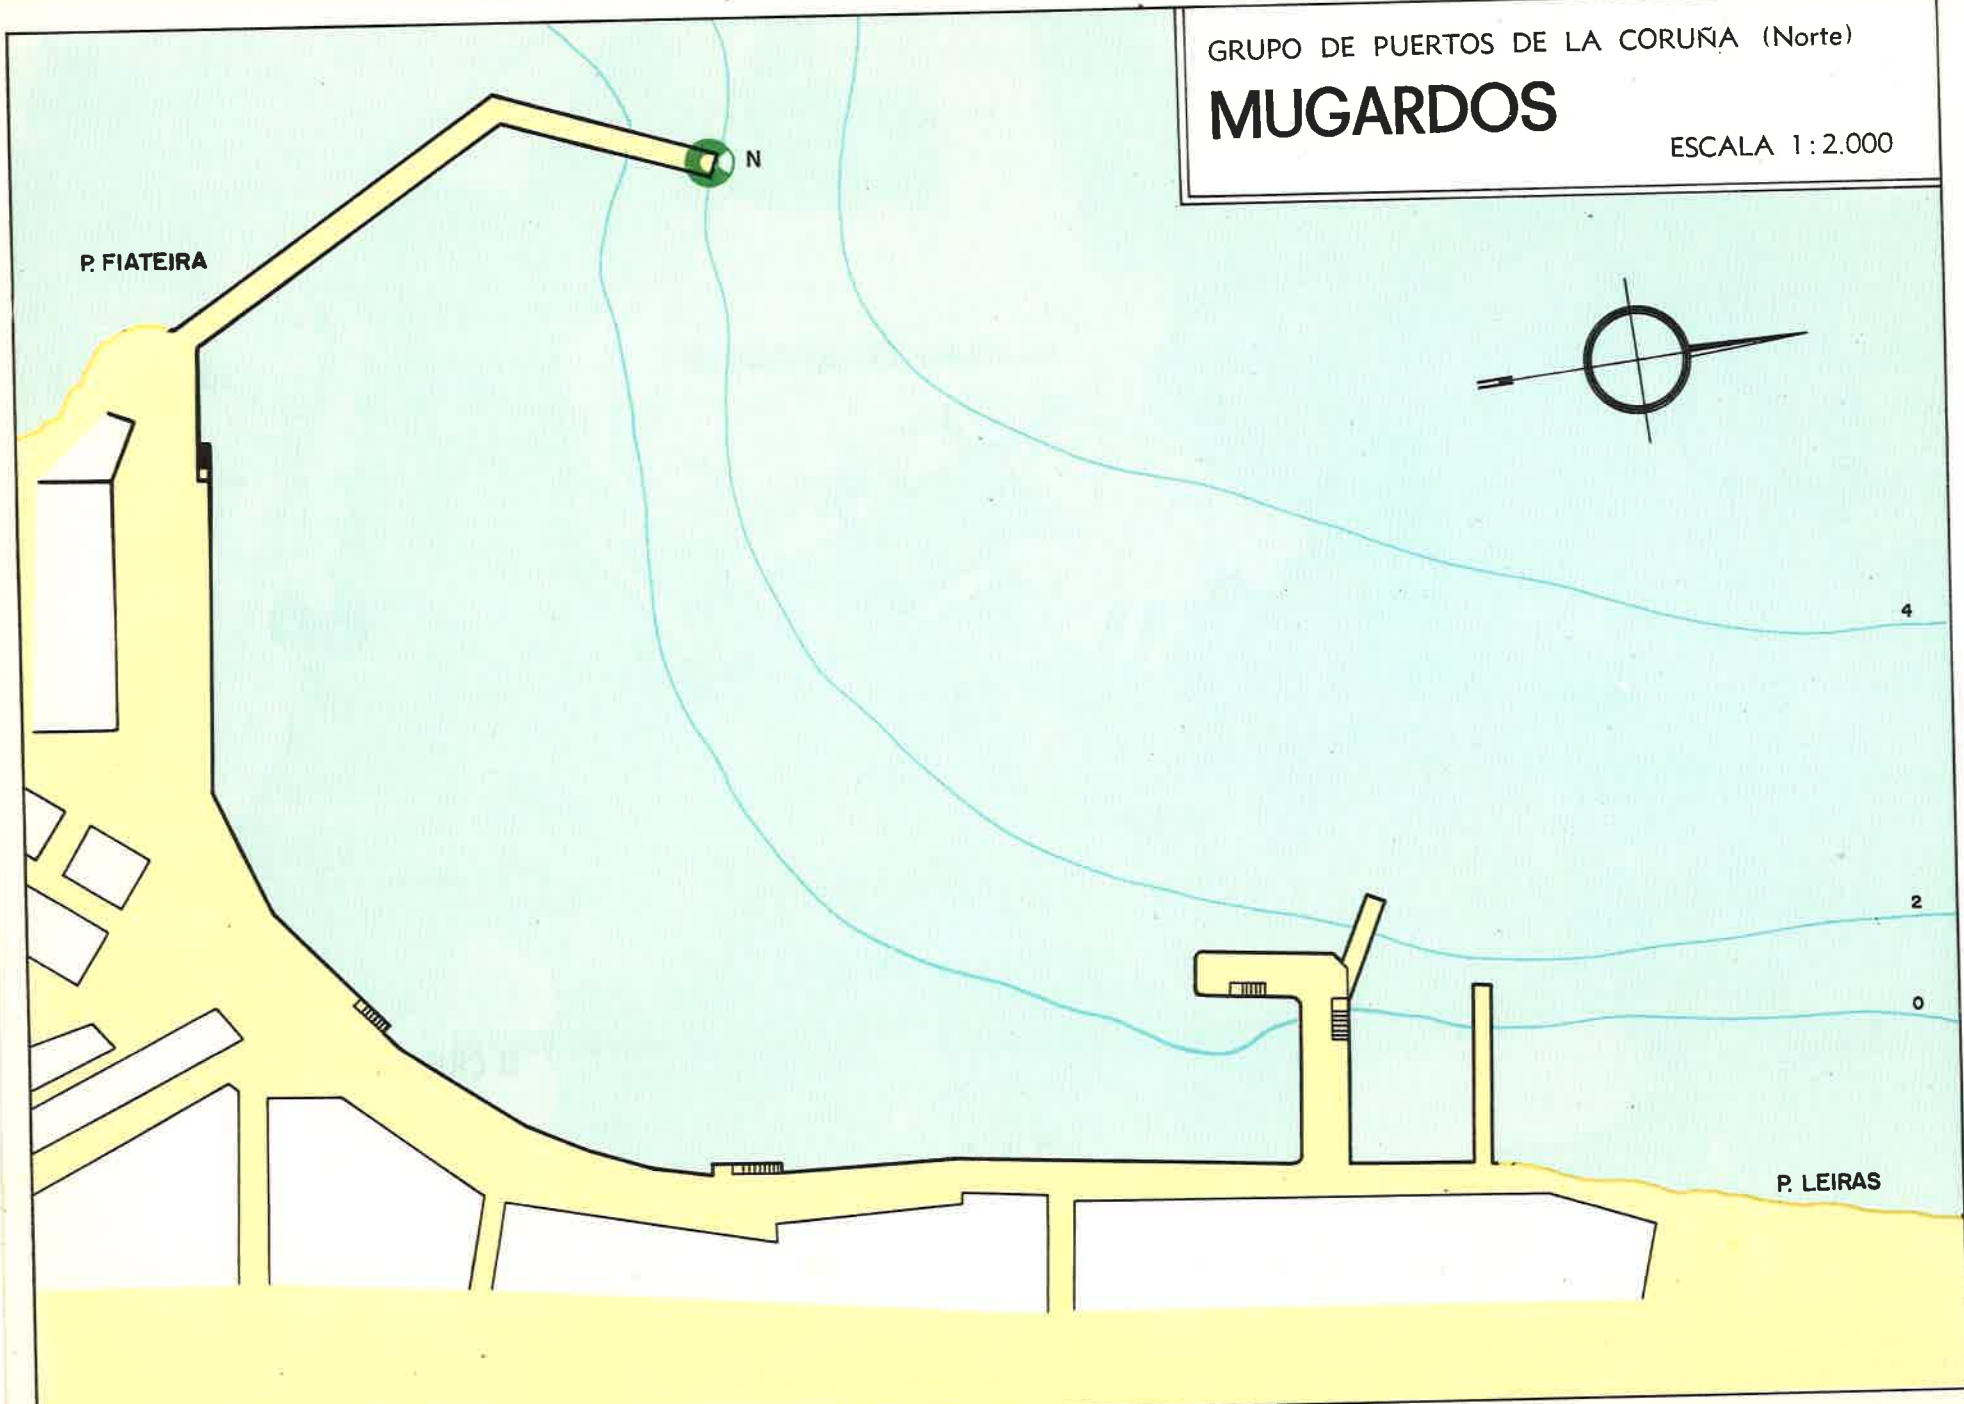 GRUPO DE PUERTOS DE LA CORUÑA (Norte)
MUGARDOS
ESCALA 1:2.000
N
P. FIATEIRA
4
2
0
P. LEIRAS